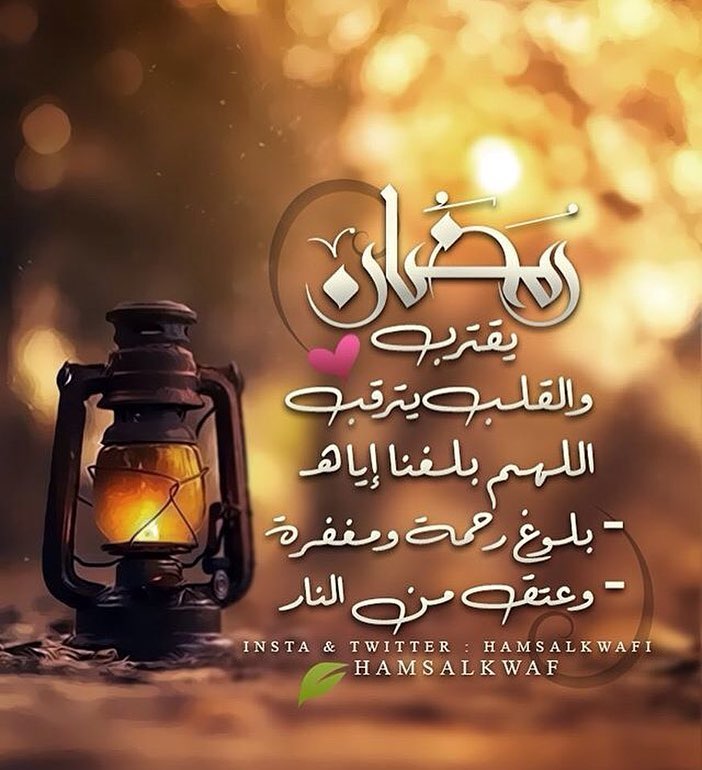 رمضان
يقترب
والقلب يترقب
اللهم بلغنا إياه
- بلوغ رحمة ومغفرة
- وعتق من النار
INSTA & TWITTER : HAMSALKWAFI
HAMSALKWAF